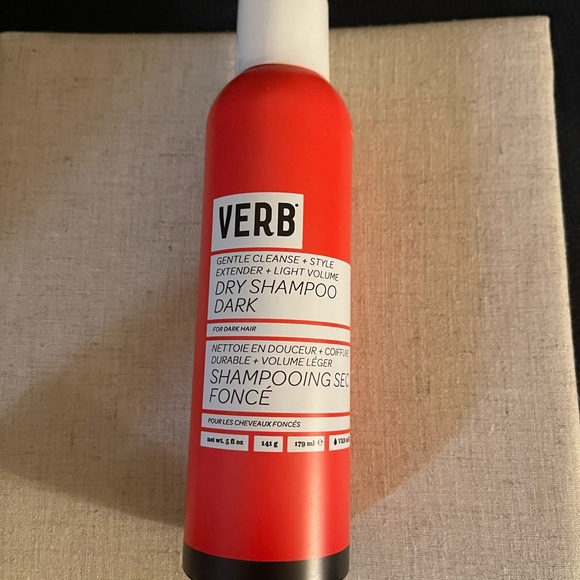 VERB®
GENTLE CLEANSE + STYLE
EXTENDER + LIGHT VOLUME
DRY SHAMPOO
DARK
FOR DARK HAIR
NETTOIE EN DOUCEUR + COIFFURE
DURABLE + VOLUME LÉGER
SHAMPOOING SEC
FONCÉ
POUR LES CHEVEUX FONCÉS
net wt. 5 fl oz 141 g 179 ml ℮